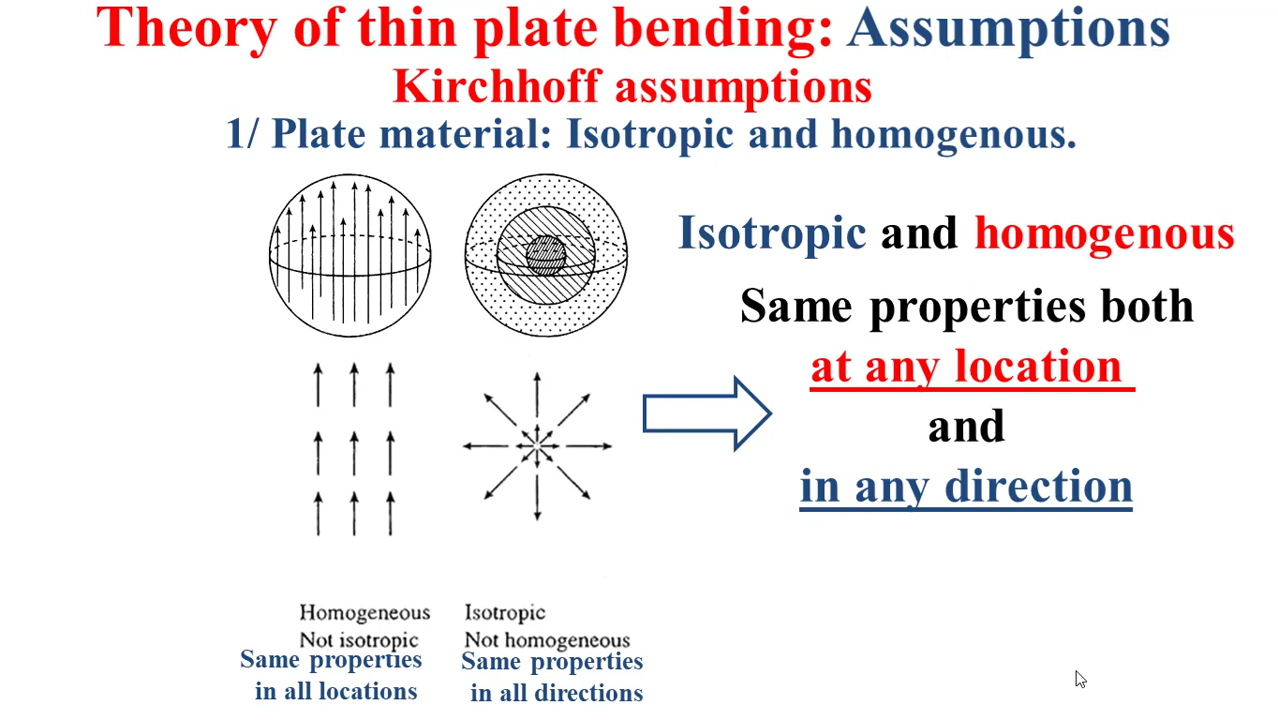 Theory of thin plate bending: Assumptions
Kirchhoff assumptions
1/ Plate material: Isotropic and homogenous.
Isotropic and homogenous
Same properties both
at any location
and
in any direction
Homogeneous
Not isotropic
Same properties
in all locations
Isotropic
Not homogeneous
Same properties
in all directions